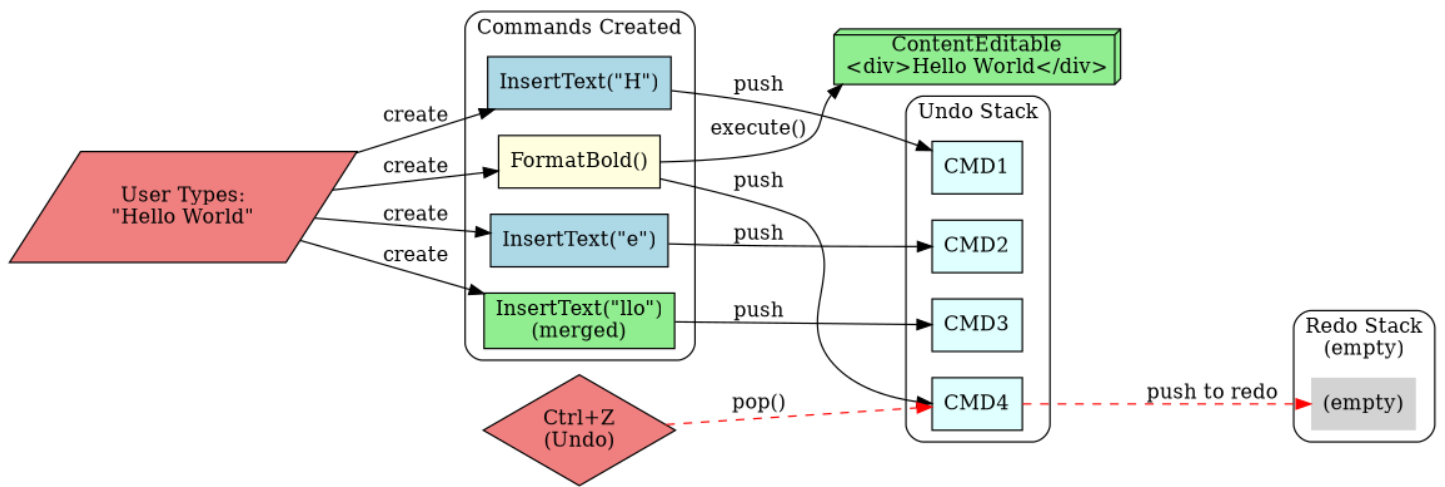 Commands Created
ContentEditable
<div>Hello World</div>
InsertText("H")
push
Undo Stack
create
execute()
CMD1
FormatBold()
create
push
User Types:
"Hello World"
create
InsertText("e")
push
CMD2
create
InsertText("llo")
(merged)
push
CMD3
Redo Stack
(empty)
Ctrl+Z
(Undo)
pop()
CMD4
push to redo
(empty)